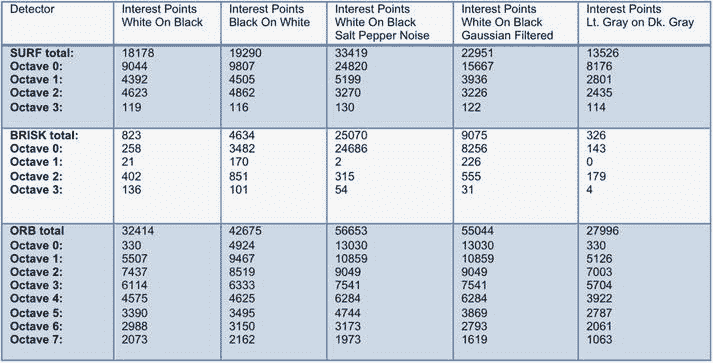 Detector Interest Points White On Black Interest Points Black On White Interest Points White On Black Salt Pepper Noise Interest Points White On Black Gaussian Filtered Interest Points Lt. Gray on Dk. Gray
SURF total: 18178 19290 33419 22951 13526
Octave 0: 9044 9807 24820 15667 8176
Octave 1: 4392 4505 5199 3936 2801
Octave 2: 4623 4862 3270 3226 2435
Octave 3: 119 116 130 122 114
BRISK total: 823 4634 25070 9075 326
Octave 0: 258 3482 24686 8256 143
Octave 1: 21 170 2 226 0
Octave 2: 402 851 315 555 179
Octave 3: 136 101 54 31 4
ORB total 32414 42675 56653 55044 27996
Octave 0: 330 4924 13030 13030 330
Octave 1: 5507 9467 10859 10859 5126
Octave 2: 7437 8519 9049 9049 7003
Octave 3: 6114 6333 7541 7541 5704
Octave 4: 4575 4625 6284 6284 3922
Octave 5: 3390 3495 4744 3869 2787
Octave 6: 2988 3150 3173 2793 2061
Octave 7: 2073 2162 1973 1619 1063